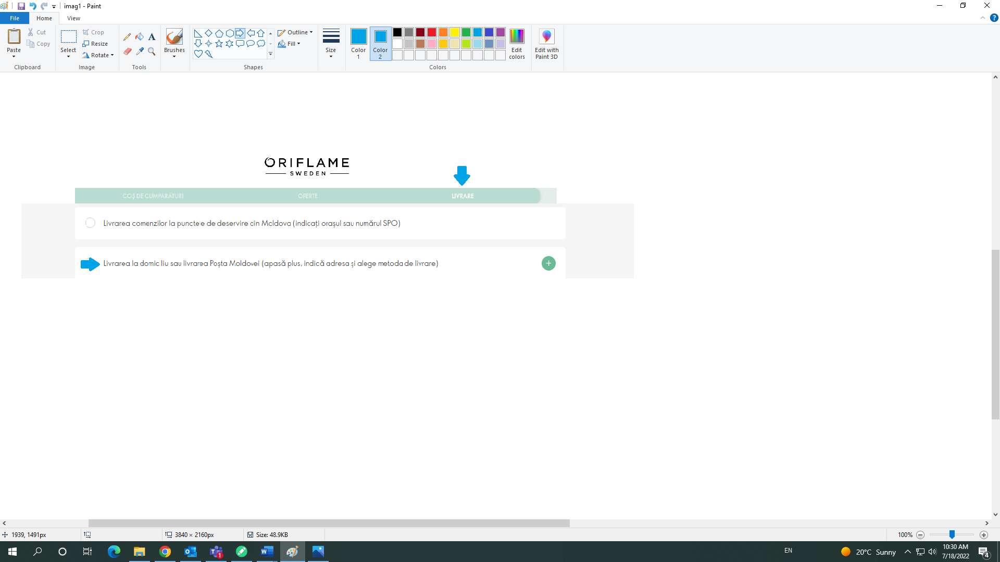 imag1 - Paint
File Home View
Paste Cut Copy Clipboard
Select Crop Resize Rotate Image
Tools
Brushes
Shapes
Outline
Fill
Size
Color 1
Color 2
Colors
Edit colors
Edit with Paint 3D
ORIFLAME
SWEDEN
COȘ DE CUMPĂRĂTURI OFERTE LIVRARE
Livrarea comenzilor la punctele de deservire din Moldova (indicați orașul sau numărul SPO)
Livrarea la domiciliu sau livrarea Poșta Moldovei (apasă plus, indică adresa și alege metoda de livrare)
1939, 1491px 3840 × 2160px Size: 48.9KB 100%
1 EN 20°C Sunny 10:30 AM
7/18/2022 4